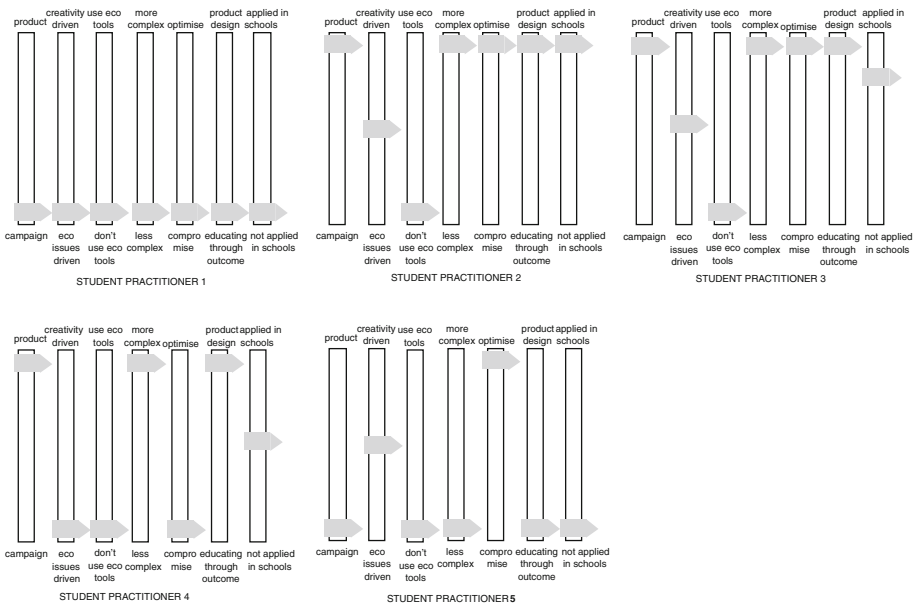 product
creativity driven
use eco tools
more complex
optimise
product design
applied in schools
campaign
eco issues driven
don't use eco tools
less complex
compro mise
educating through outcome
not applied in schools
STUDENT PRACTITIONER 1
product
creativity driven
use eco tools
more complex
optimise
product design
applied in schools
campaign
eco issues driven
don't use eco tools
less complex
compro mise
educating through outcome
not applied in schools
STUDENT PRACTITIONER 2
product
creativity driven
use eco tools
more complex
optimise
product design
applied in schools
campaign
eco issues driven
don't use eco tools
less complex
compro mise
educating through outcome
not applied in schools
STUDENT PRACTITIONER 3
product
creativity driven
use eco tools
more complex
optimise
product design
applied in schools
campaign
eco issues driven
don't use eco tools
less complex
compro mise
educating through outcome
not applied in schools
STUDENT PRACTITIONER 4
product
creativity driven
use eco tools
more complex
optimise
product design
applied in schools
campaign
eco issues driven
don't use eco tools
less complex
compro mise
educating through outcome
not applied in schools
STUDENT PRACTITIONER 5